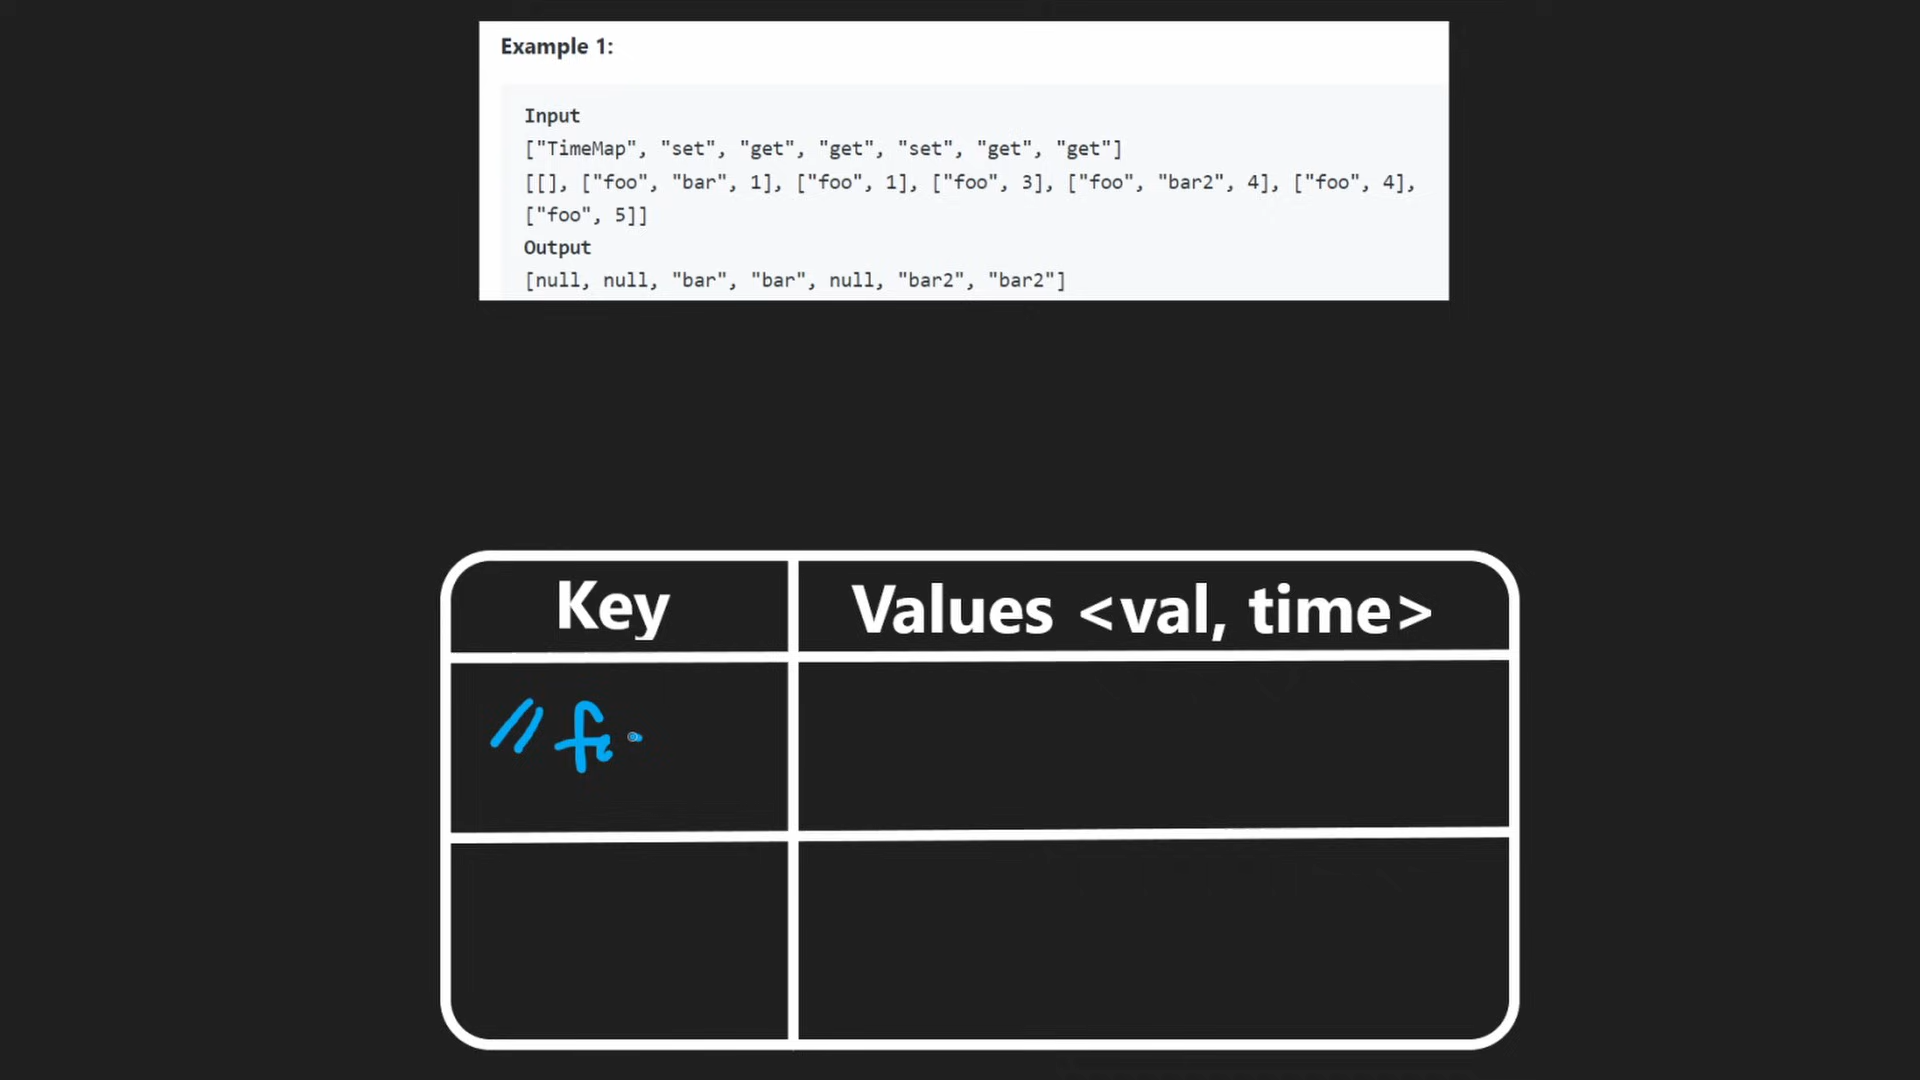 Example 1:
Input
["TimeMap", "set", "get", "get", "set", "get", "get"]
[[], ["foo", "bar", 1], ["foo", 1], ["foo", 3], ["foo", "bar2", 4], ["foo", 4],
["foo", 5]]
Output
[null, null, "bar", "bar", null, "bar2", "bar2"]
Key Values <val, time>